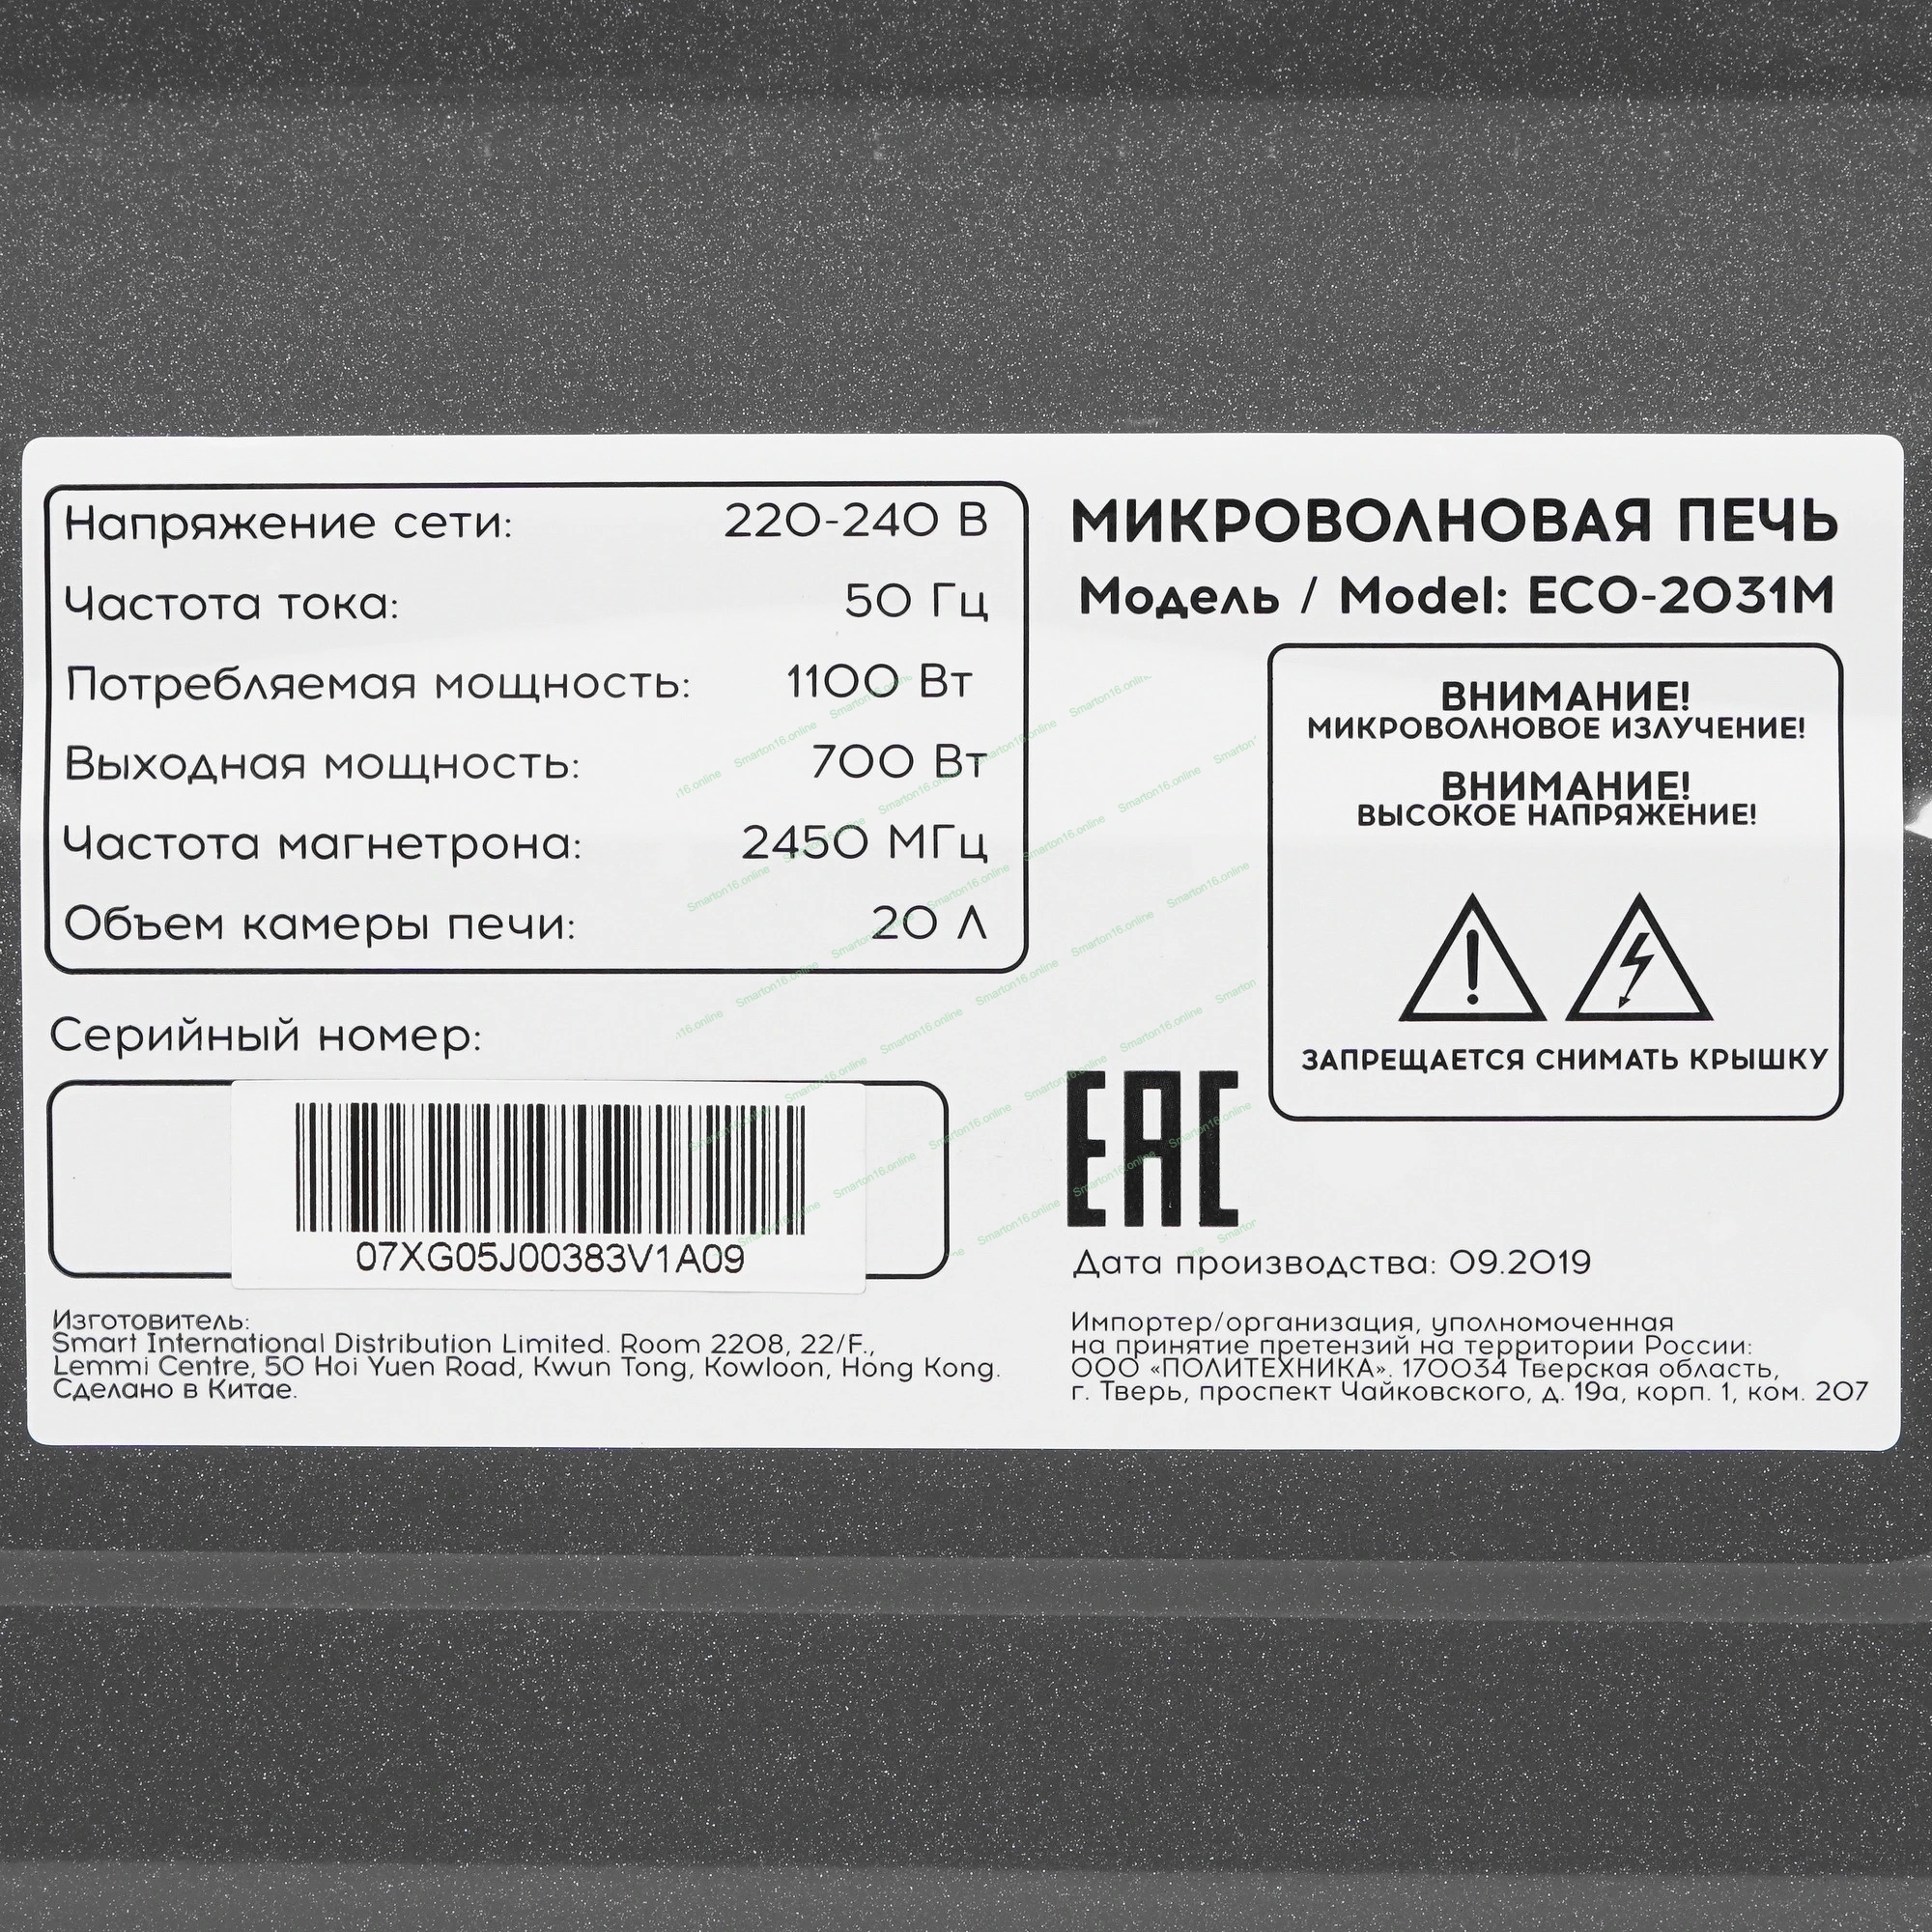 Напряжение сети: 220-240 В
Частота тока: 50 Гц
Потребляемая мощность: 1100 Вт
Выходная мощность: 700 Вт
Частота магнетрона: 2450 МГц
Объем камеры печи: 20 Л
Серийный номер:
07XG05J00383V1A09
Изготовитель:
Smart International Distribution Limited. Room 2208, 22/F.,
Lemmi Centre, 50 Hoi Yuen Road, Kwun Tong, Kowloon, Hong Kong.
Сделано в Китае.
МИКРОВОЛНОВАЯ ПЕЧЬ
Модель / Model: ECO-2031M
ВНИМАНИЕ!
МИКРОВОЛНОВОЕ ИЗЛУЧЕНИЕ!
ВНИМАНИЕ!
ВЫСОКОЕ НАПРЯЖЕНИЕ!
ЗАПРЕЩАЕТСЯ СНИМАТЬ КРЫШКУ
EAC
Дата производства: 09.2019
Импортер/организация, уполномоченная
на принятие претензий на территории России:
ООО «ПОЛИТЕХНИКА». 170034 Тверская область,
г. Тверь, проспект Чайковского, д. 19а, корп. 1, ком. 207
Smarton16.online